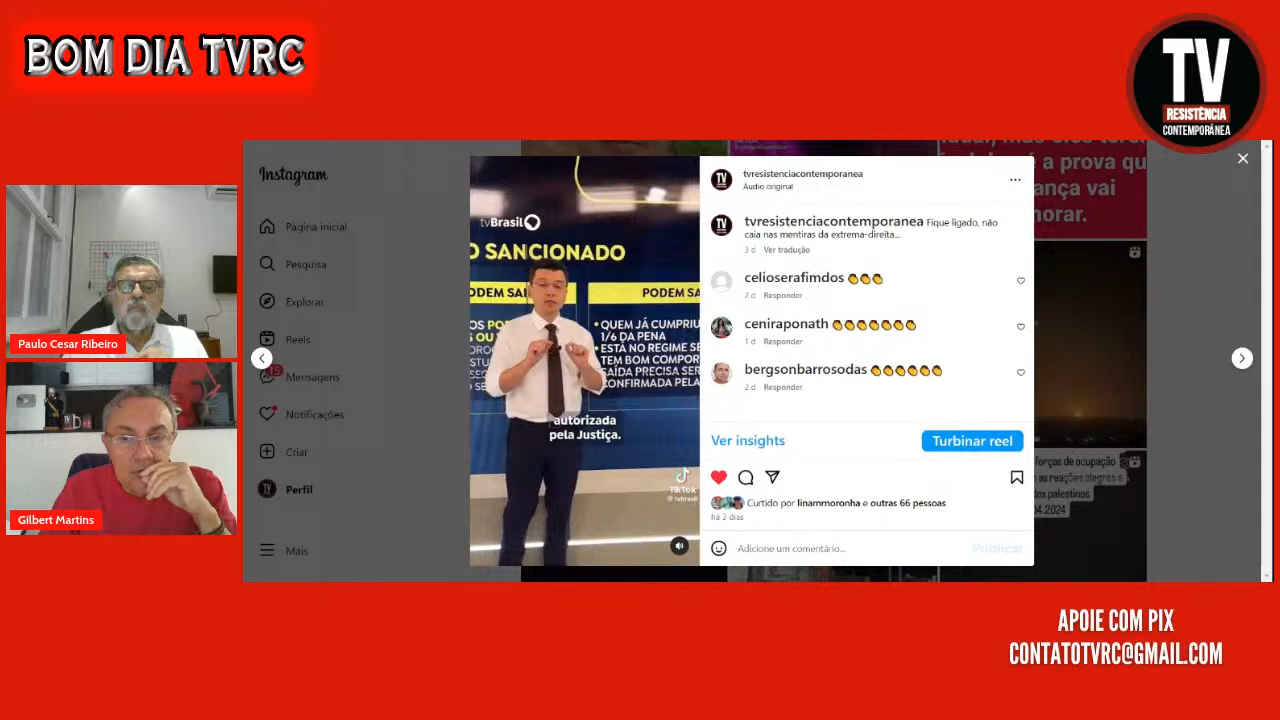 BOM DIA TVRC
TV
RESISTÊNCIA
CONTEMPORÂNEA
Paulo Cesar Ribeiro
Gilbert Martins
Instagram
Página inicial
Pesquisa
Explorar
Reels
15
Mensagens
Notificações
Criar
Perfil
Mais
tvBrasil
O SANCIONADO
PODEM SA
PODEM SA
QUEM JÁ CUMPRIU
1/6 DA PENA
ESTÁ NO REGIME SE
TEM BOM COMPOR
SAÍDA PRECISA SER
CONFIRMADA PELA
autorizada
pela Justiça.
TikTok
tvbrasil
tvresistenciacontemporanea
Áudio original
tvresistenciacontemporanea Fique ligado, não
caia nas mentiras da extrema-direita...
3 d Ver tradução
celioserafimdos 👏👏👏
2 d Responder
ceniraponath 👏👏👏👏👏👏👏
1 d Responder
bergsonbarrosodas 👏👏👏👏👏👏
2 d Responder
Ver insights
Turbinar reel
Curtido por linammoronha e outras 66 pessoas
há 3 dias
Adicione um comentário...
Publicar
á a prova qu
ança vai
orar.
forças de ocupação
m as reações alegres e
dos palestinos
.04.2024
APOIE COM PIX
CONTATOTVRC@GMAIL.COM